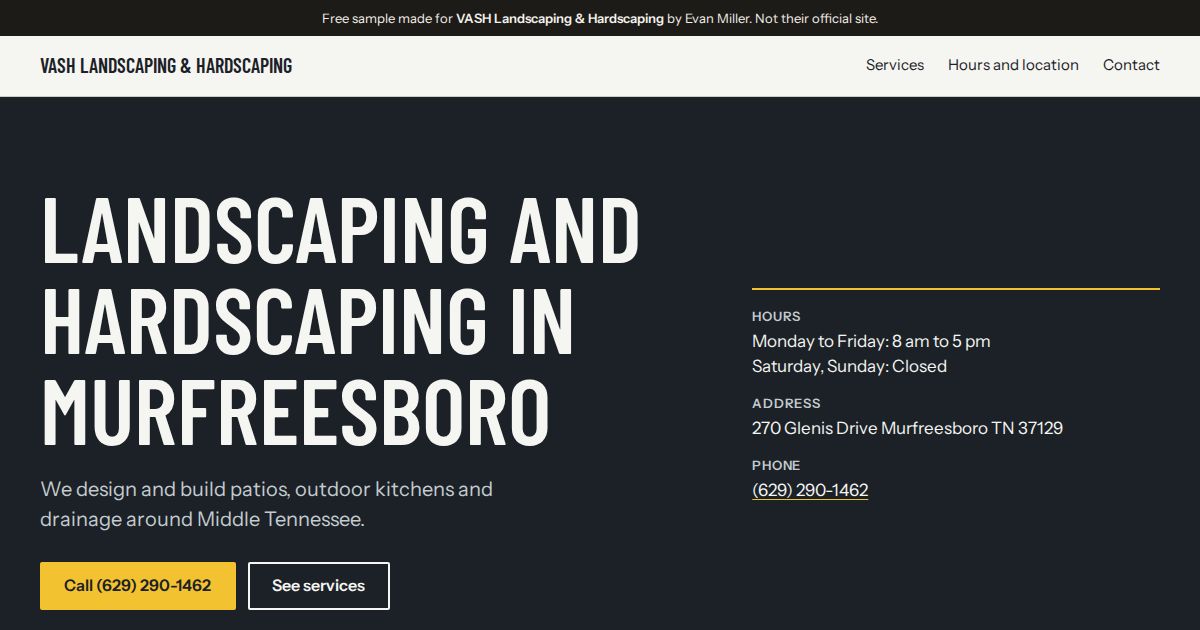 Free sample made for VASH Landscaping & Hardscaping by Evan Miller. Not their official site.
VASH LANDSCAPING & HARDSCAPING
Services
Hours and location
Contact
LANDSCAPING AND
HARDSCAPING IN
MURFREESBORO
We design and build patios, outdoor kitchens and
drainage around Middle Tennessee.
Call (629) 290-1462
See services
HOURS
Monday to Friday: 8 am to 5 pm
Saturday, Sunday: Closed
ADDRESS
270 Glenis Drive Murfreesboro TN 37129
PHONE
(629) 290-1462